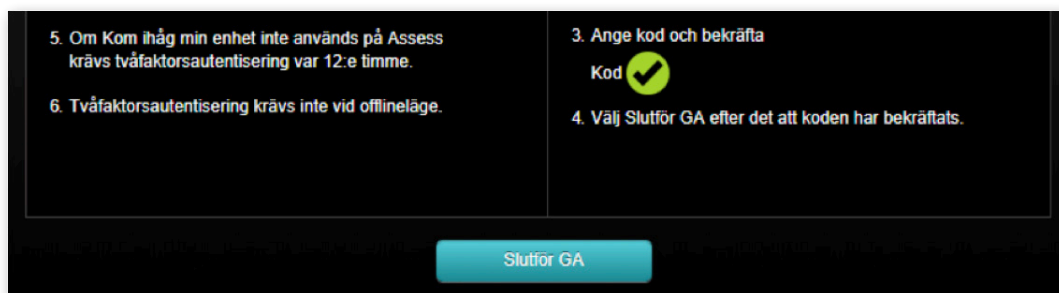 5. Om Kom ihåg min enhet inte används på Assess
krävs tvåfaktorsautentisering var 12:e timme.
6. Tvåfaktorsautentisering krävs inte vid offlineläge.
3. Ange kod och bekräfta
Kod
4. Välj Slutför GA efter det att koden har bekräftats.
Slutför GA